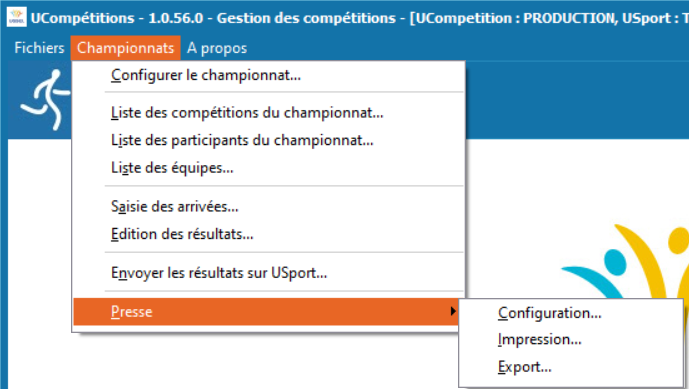 UCompétitions - 1.0.56.0 - Gestion des compétitions - [UCompetition : PRODUCTION, USport : T
Fichiers Championnats A propos
Configurer le championnat...
Liste des compétitions du championnat...
Liste des participants du championnat...
Liste des équipes...
Saisie des arrivées...
Edition des résultats...
Envoyer les résultats sur USport...
Presse
Configuration...
Impression...
Export...